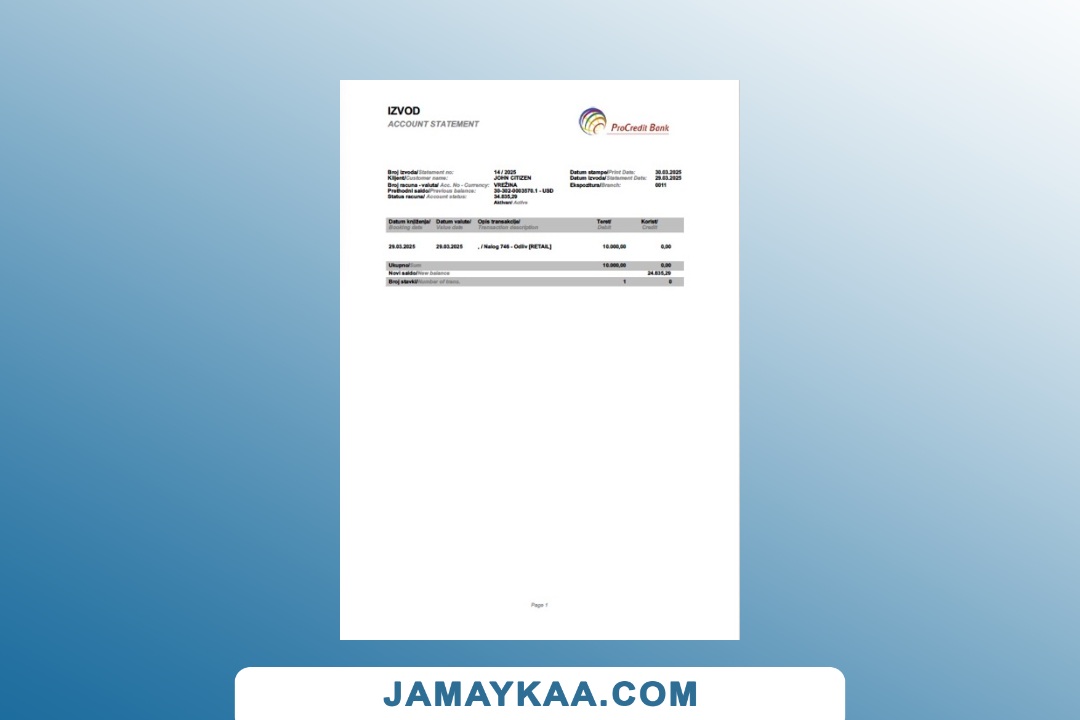 IZVOD
ACCOUNT STATEMENT
ProCredit Bank
Broj izvoda/Statement no: 14 / 2025 Datum stampe/Print Date: 30.03.2025
Klijent/Customer name: JOHN CITIZEN Datum izvoda/Statement Date: 29.03.2025
Broj racuna - valuta/ Acc. No - Currency: VREŽINA Ekspozitura/Branch: 0011
Prethodni saldo/Previous balance: 30-302-0003570.1 - USD
Status racuna/ Account status: 34.835,29
Aktivan/ Active
Datum knjiženja/ Datum valute/ Opis transakcije/ Teret/ Korist/
Booking date Value date Transaction description Debit Credit
29.03.2025 29.03.2025 , / Nalog 746 - Odliv [RETAIL] 10.000,00 0,00
Ukupno/Sum: 10.000,00 0,00
Novi saldo/New balance 24.835,29
Broj stavki/Number of trans. 1 0
Page 1
JAMAYKAA.COM